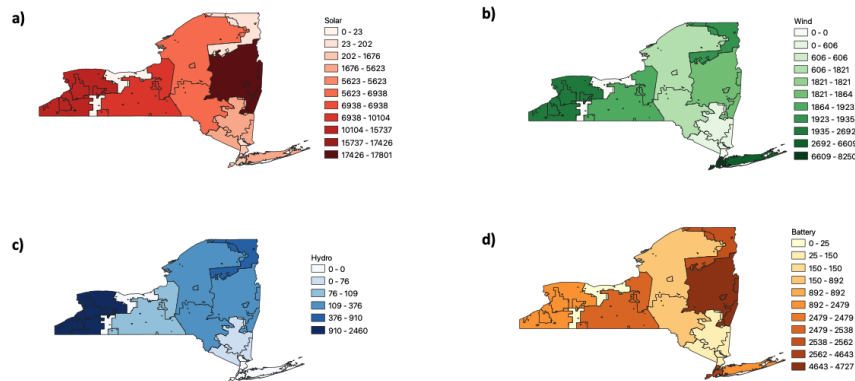 a)
Solar
0 - 23
23 - 202
202 - 1676
1676 - 5623
5623 - 5623
5623 - 6938
6938 - 6938
6938 - 10104
10104 - 15737
15737 - 17426
17426 - 17801
b)
Wind
0 - 0
0 - 606
606 - 606
606 - 1821
1821 - 1821
1821 - 1864
1864 - 1923
1923 - 1935
1935 - 2692
2692 - 6609
6609 - 8250
c)
Hydro
0 - 0
0 - 76
76 - 109
109 - 376
376 - 910
910 - 2460
d)
Battery
0 - 25
25 - 150
150 - 150
150 - 892
892 - 892
892 - 2479
2479 - 2479
2479 - 2538
2538 - 2562
2562 - 4643
4643 - 4727